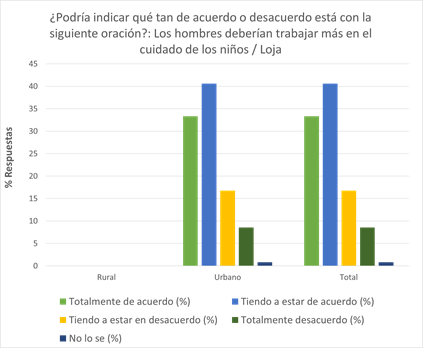 ¿Podría indicar qué tan de acuerdo o desacuerdo está con la
siguiente oración?: Los hombres deberían trabajar más en el
cuidado de los niños / Loja
45
40
35
30
25
20
15
10
5
0
% Respuestas
Rural Urbano Total
Totalmente de acuerdo (%) Tiendo a estar de acuerdo (%)
Tiendo a estar en desacuerdo (%) Totalmente desacuerdo (%)
No lo se (%)